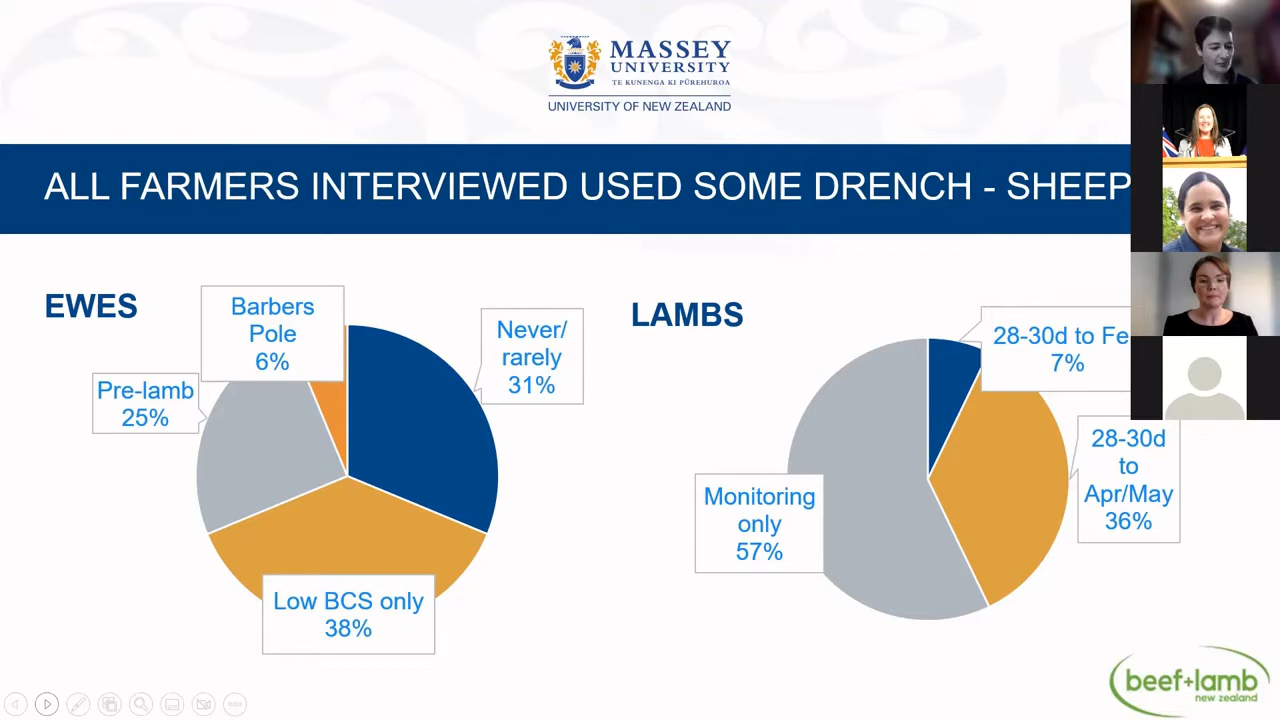 MASSEY
UNIVERSITY
TE KUNENGA KI PŪREHUROA
UNIVERSITY OF NEW ZEALAND
ALL FARMERS INTERVIEWED USED SOME DRENCH - SHEEP
EWES
Barbers
Pole
6%
Never/
rarely
31%
Pre-lamb
25%
Low BCS only
38%
LAMBS
28-30d to Fe
7%
28-30d
to
Apr/May
36%
Monitoring
only
57%
beef+lamb
new zealand